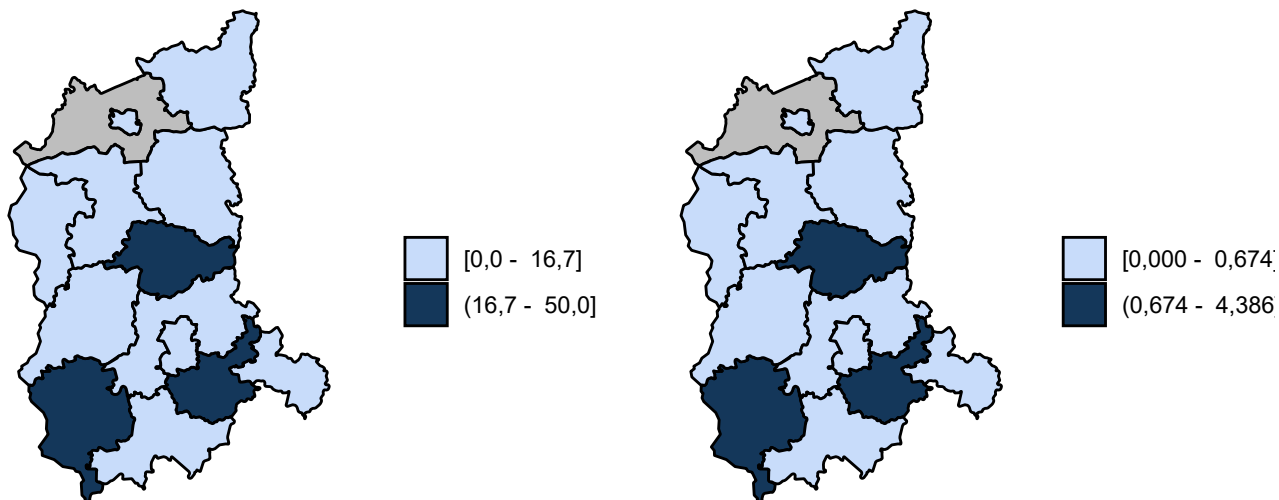 [0,0 -  16,7]
(16,7 -  50,0]
[0,000 -  0,674]
(0,674 -  4,386]